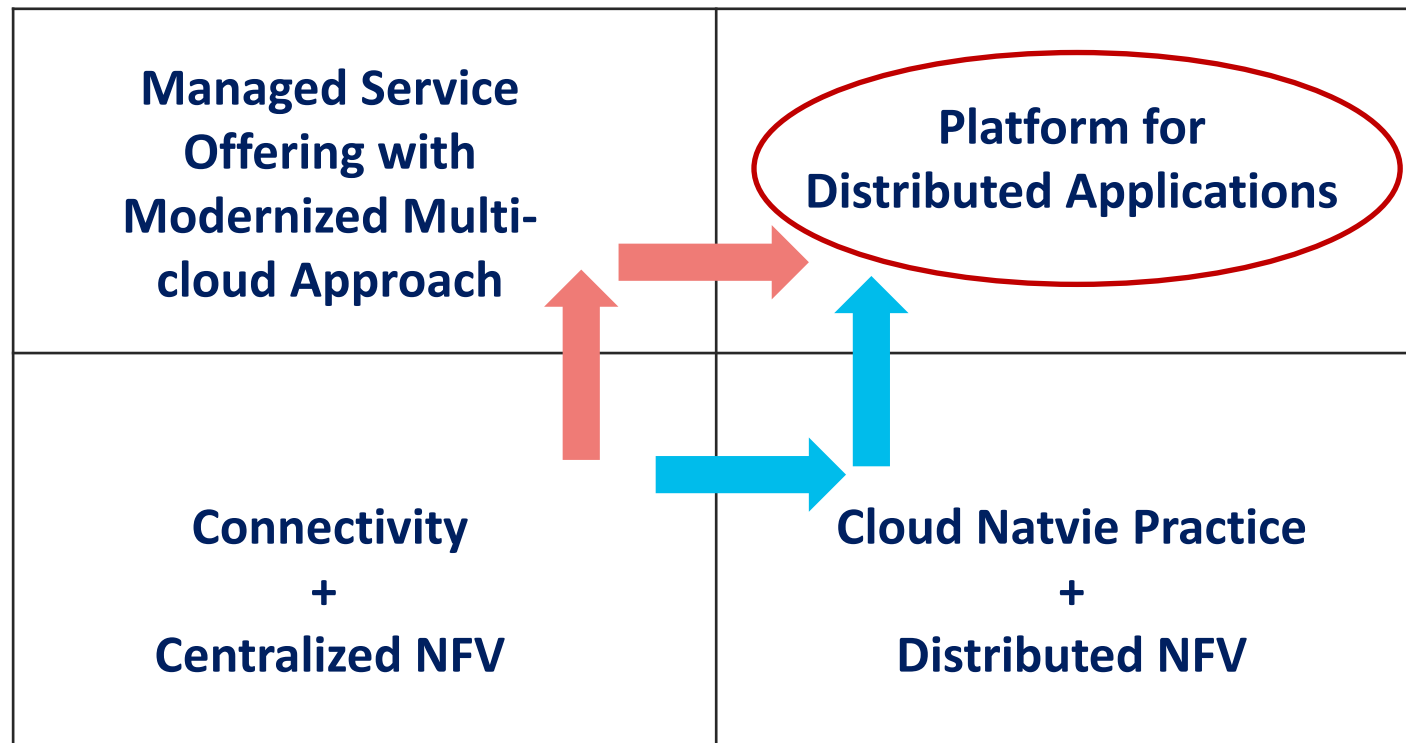 Managed Service
Offering with
Modernized Multi-
cloud Approach
Platform for
Distributed Applications
Connectivity
+
Centralized NFV
Cloud Natvie Practice
+
Distributed NFV